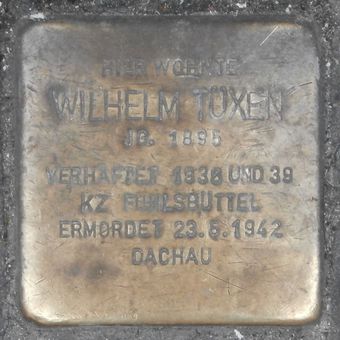 HIER WOHNTE
WILHELM TÜXEN
JG. 1895
VERHAFTET 1938 UND 39
KZ FUHLSBÜTTEL
ERMORDET 23.5.1942
DACHAU